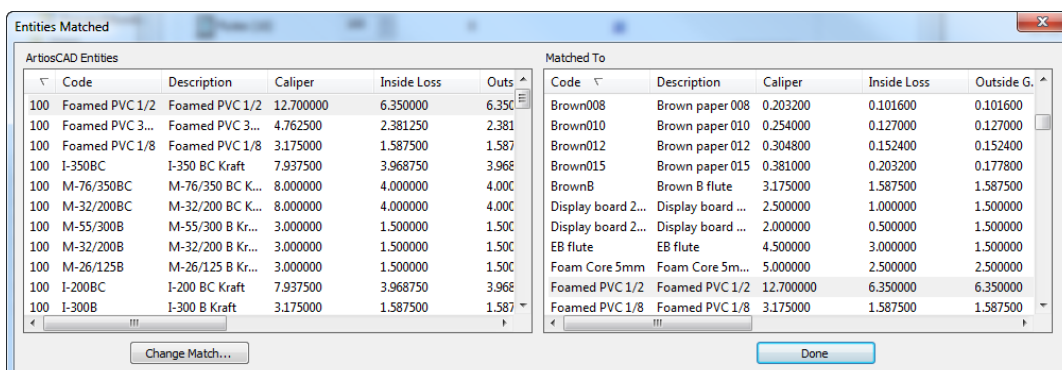 Entities Matched
ArtiosCAD Entities
Code Description Caliper Inside Loss Outs
100 Foamed PVC 1/2 Foamed PVC 1/2 12.700000 6.350000 6.350
100 Foamed PVC 3... Foamed PVC 3... 4.762500 2.381250 2.381
100 Foamed PVC 1/8 Foamed PVC 1/8 3.175000 1.587500 1.587
100 I-350BC I-350 BC Kraft 7.937500 3.968750 3.968
100 M-76/350BC M-76/350 BC K... 8.000000 4.000000 4.000
100 M-32/200BC M-32/200 BC K... 8.000000 4.000000 4.000
100 M-55/300B M-55/300 B Kr... 3.000000 1.500000 1.500
100 M-32/200B M-32/200 B Kr... 3.000000 1.500000 1.500
100 M-26/125B M-26/125 B Kr... 3.000000 1.500000 1.500
100 I-200BC I-200 BC Kraft 7.937500 3.968750 3.968
100 I-300B I-300 B Kraft 3.175000 1.587500 1.587
Change Match...
Matched To
Code Description Caliper Inside Loss Outside G.
Brown008 Brown paper 008 0.203200 0.101600 0.101600
Brown010 Brown paper 010 0.254000 0.127000 0.127000
Brown012 Brown paper 012 0.304800 0.152400 0.152400
Brown015 Brown paper 015 0.381000 0.203200 0.177800
BrownB Brown B flute 3.175000 1.587500 1.587500
Display board 2... Display board ... 2.500000 1.000000 1.500000
Display board 2... Display board ... 2.000000 0.500000 1.500000
EB flute EB flute 4.500000 3.000000 1.500000
Foam Core 5mm Foam Core 5m... 5.000000 2.500000 2.500000
Foamed PVC 1/2 Foamed PVC 1/2 12.700000 6.350000 6.350000
Foamed PVC 1/8 Foamed PVC 1/8 3.175000 1.587500 1.587500
Done